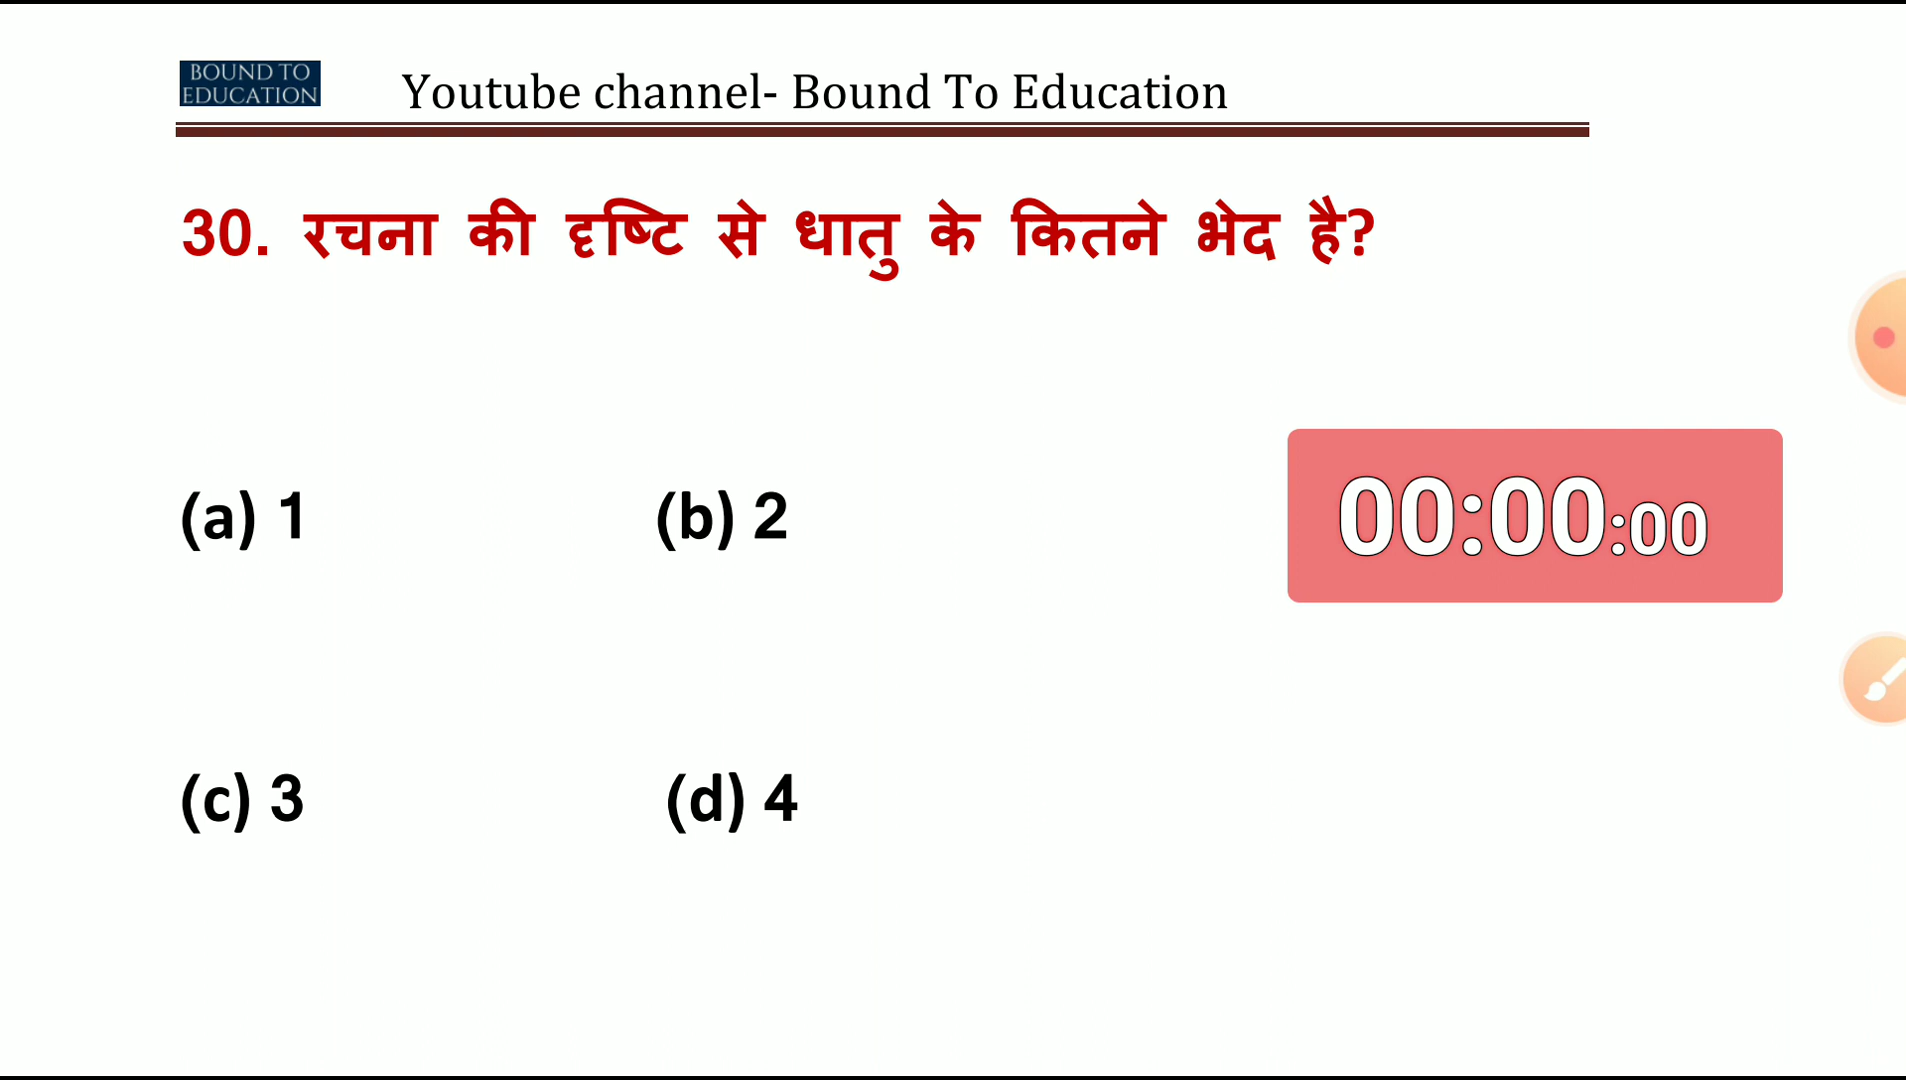 BOUND TO
EDUCATION
Youtube channel- Bound To Education
30. रचना की दृष्टि से धातु के कितने भेद है?
(a) 1 (b) 2
00:00:00
(c) 3 (d) 4